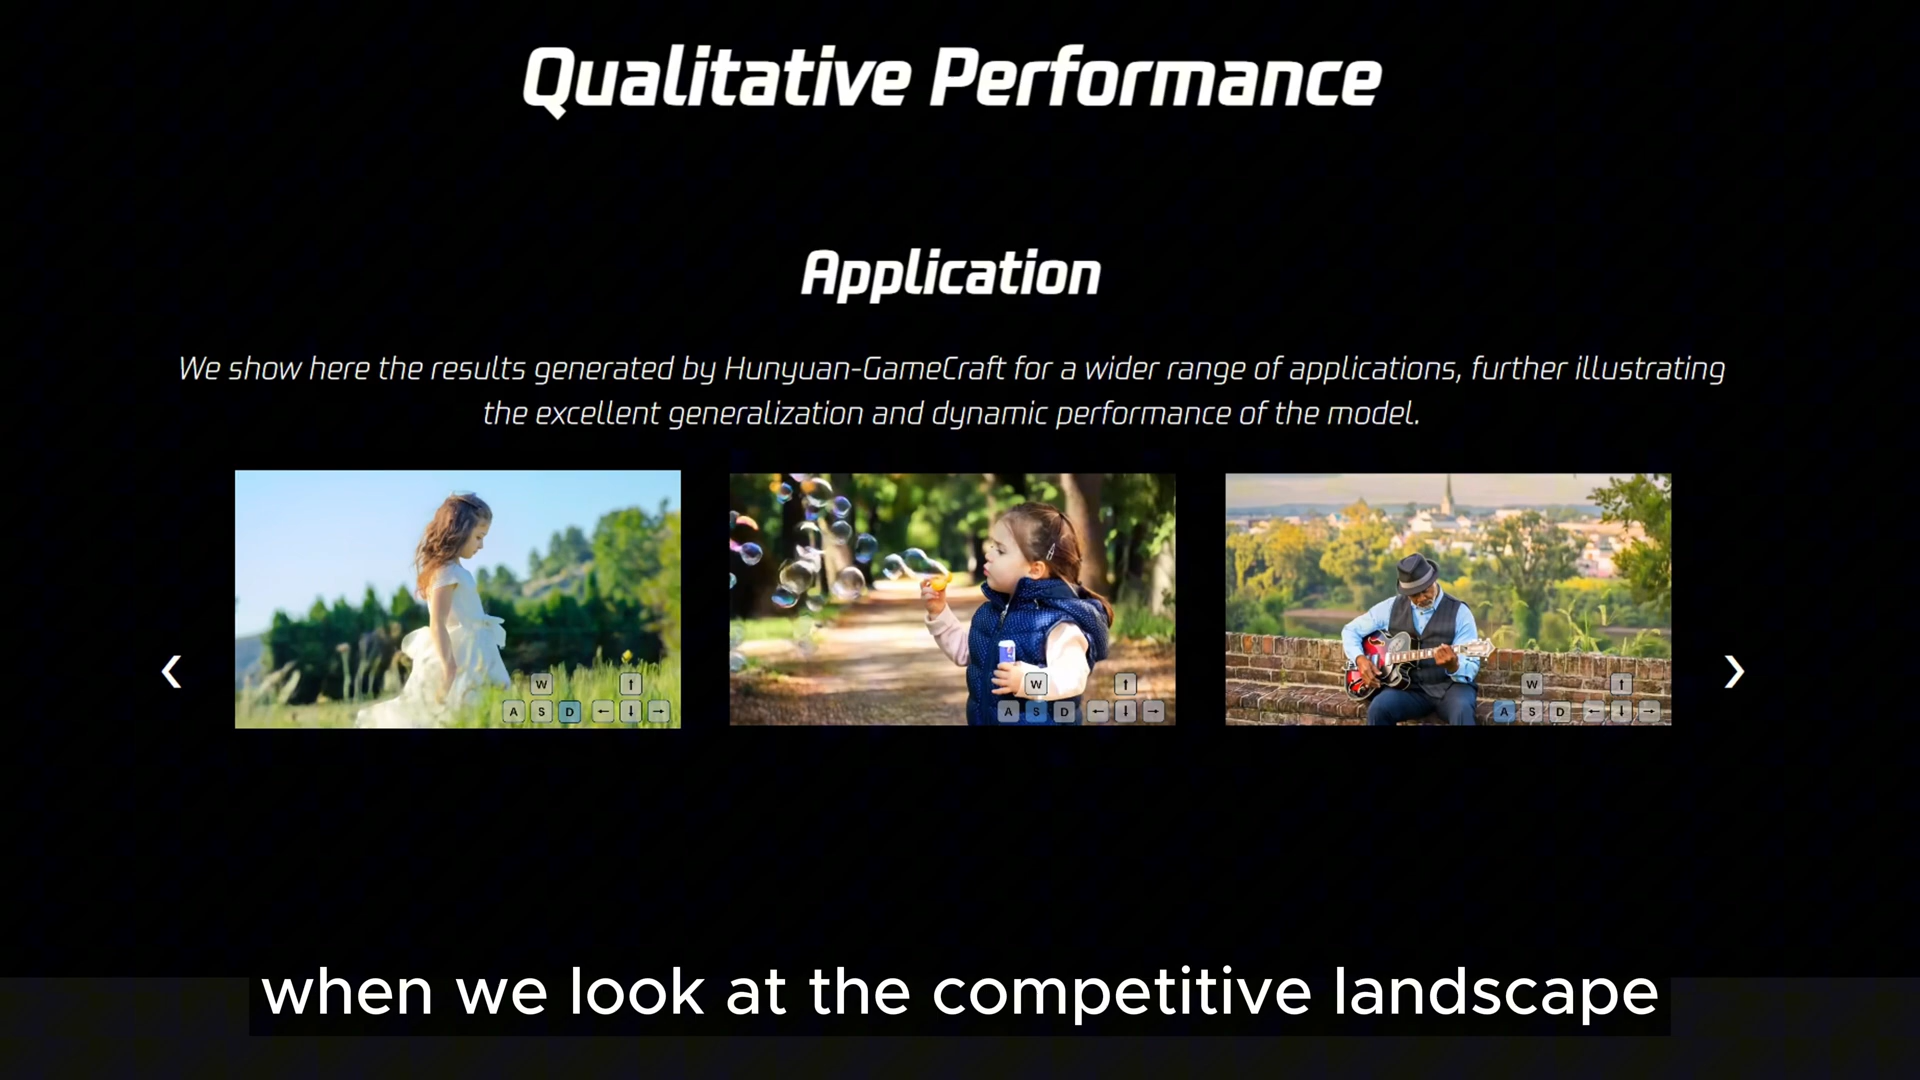 Qualitative Performance
Application
We show here the results generated by Hunyuan-GameCraft for a wider range of applications, further illustrating
the excellent generalization and dynamic performance of the model.
W ↑
A S D ← ↓ →
W ↑
A S D ← ↓ →
W ↑
A S D ← ↓ →
when we look at the competitive landscape